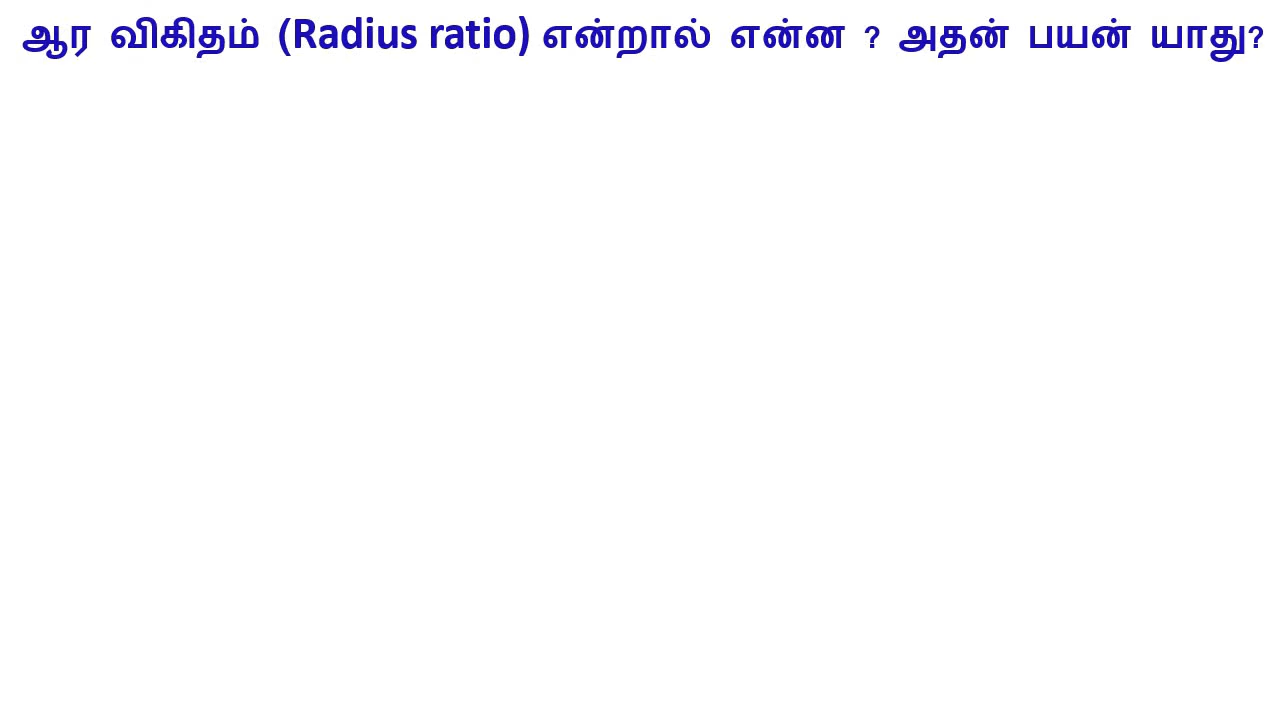 ஆர விகிதம் (Radius ratio) என்றால் என்ன ? அதன் பயன் யாது?